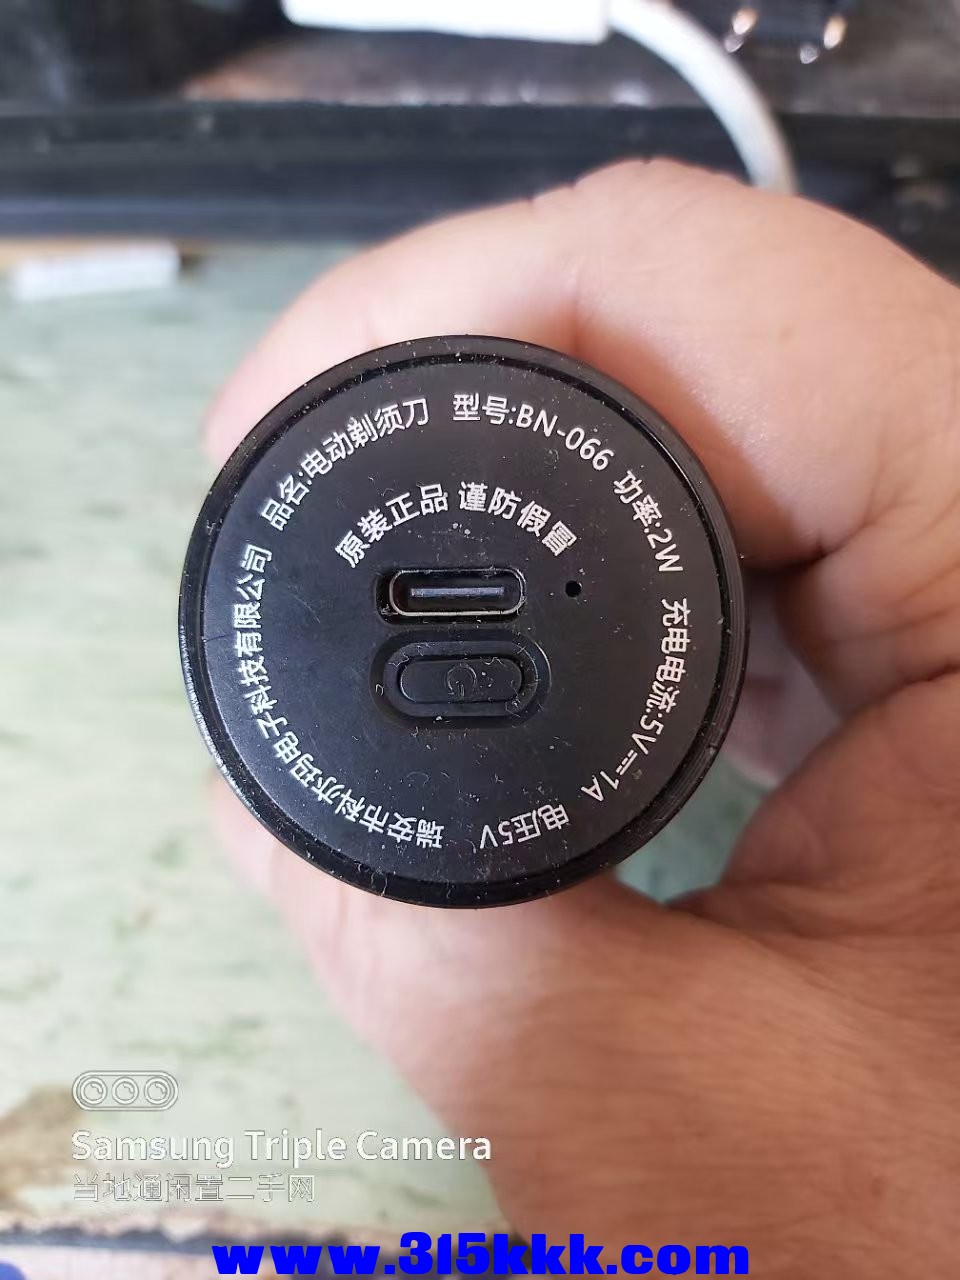 品名:电动剃须刀 型号:BN-066 功率:2W 充电电流:5V⎓1A 电压5V 瑞安市科亦玛电子科技有限公司
原装正品 谨防假冒
Samsung Triple Camera
当地通闲置二手网
www.315kkk.com